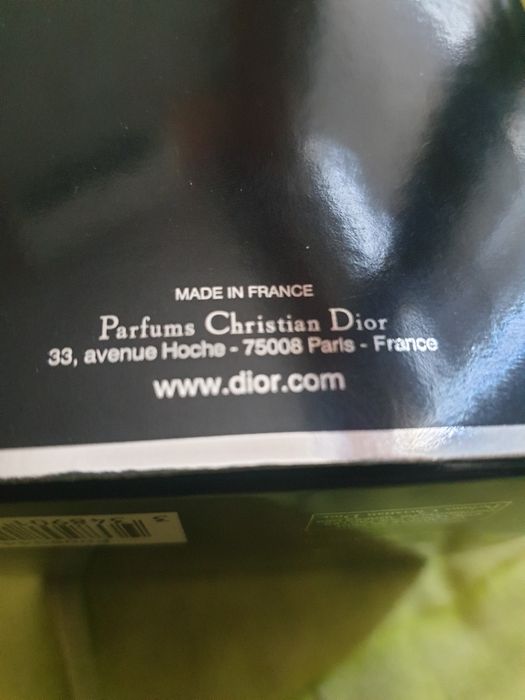 MADE IN FRANCE
Parfums Christian Dior
33, avenue Hoche - 75008 Paris - France
www.dior.com